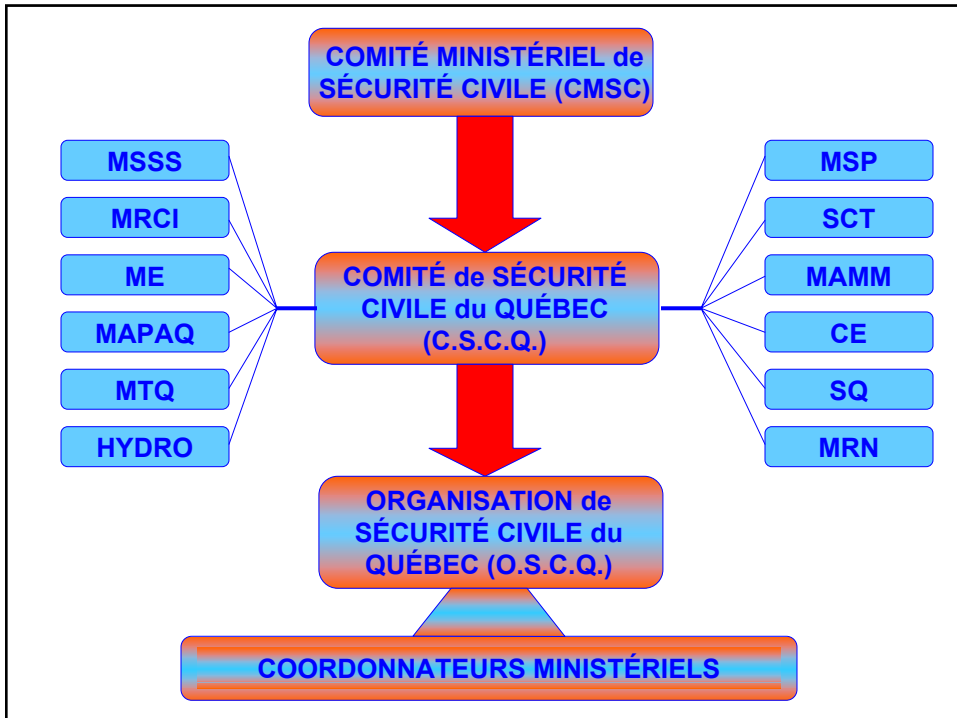 COMITÉ MINISTÉRIEL de
SÉCURITÉ CIVILE (CMSC)
MSSS
MRCI
ME
MAPAQ
MTQ
HYDRO
COMITÉ de SÉCURITÉ
CIVILE du QUÉBEC
(C.S.C.Q.)
MSP
SCT
MAMM
CE
SQ
MRN
ORGANISATION de
SÉCURITÉ CIVILE du
QUÉBEC (O.S.C.Q.)
COORDONNATEURS MINISTÉRIELS